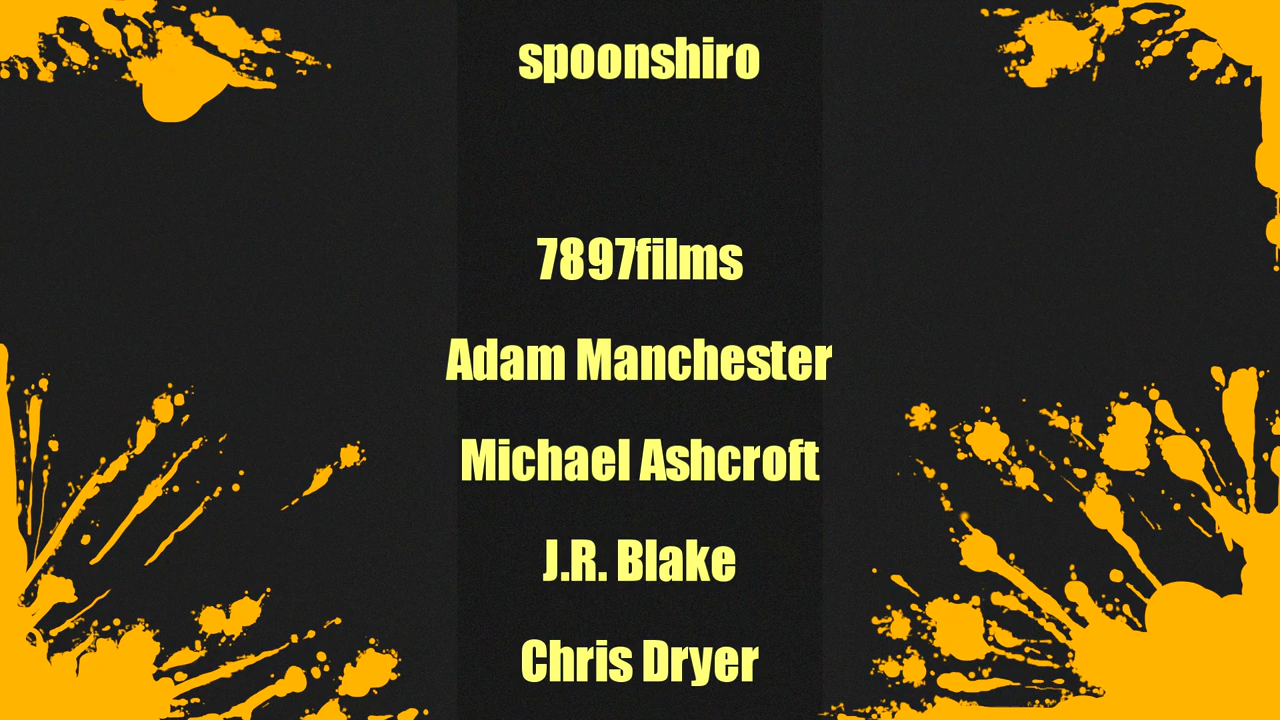 spoonshiro
7897films
Adam Manchester
Michael Ashcroft
J.R. Blake
Chris Dryer